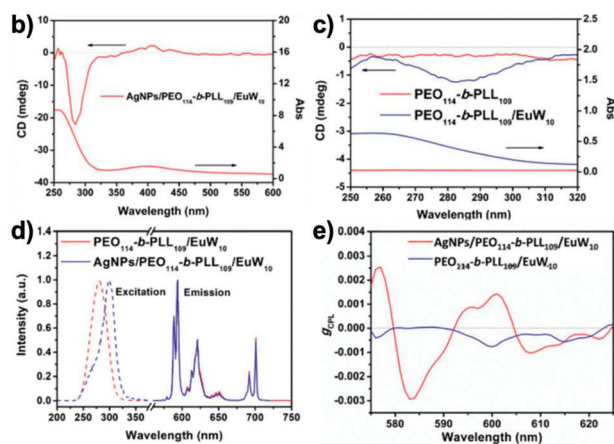 b)
10
0
-10
-20
-30
-40
CD (mdeg)
20
16
12
8
4
0
Abs
AgNPs/PEO₁₁₄-b-PLL₁₀₉/EuW₁₀
250 300 350 400 450 500 550 600
Wavelength (nm)
c)
1
0
-1
-2
-3
-4
-5
CD (mdeg)
2.5
2.0
1.5
1.0
0.5
0.0
Abs
PEO₁₁₄-b-PLL₁₀₉
PEO₁₁₄-b-PLL₁₀₉/EuW₁₀
250 260 270 280 290 300 310 320
Wavelength (nm)
d)
1.4
1.2
1.0
0.8
0.6
0.4
0.2
0.0
Intensity (a.u.)
PEO₁₁₄-b-PLL₁₀₉/EuW₁₀
AgNPs/PEO₁₁₄-b-PLL₁₀₉/EuW₁₀
Excitation
Emission
200 300 400 600 650 700 750
Wavelength (nm)
e)
0.004
0.003
0.002
0.001
0.000
-0.001
-0.002
-0.003
gCPL
AgNPs/PEO₁₁₄-b-PLL₁₀₉/EuW₁₀
PEO₁₁₄-b-PLL₁₀₉/EuW₁₀
580 590 600 610 620
Wavelength (nm)